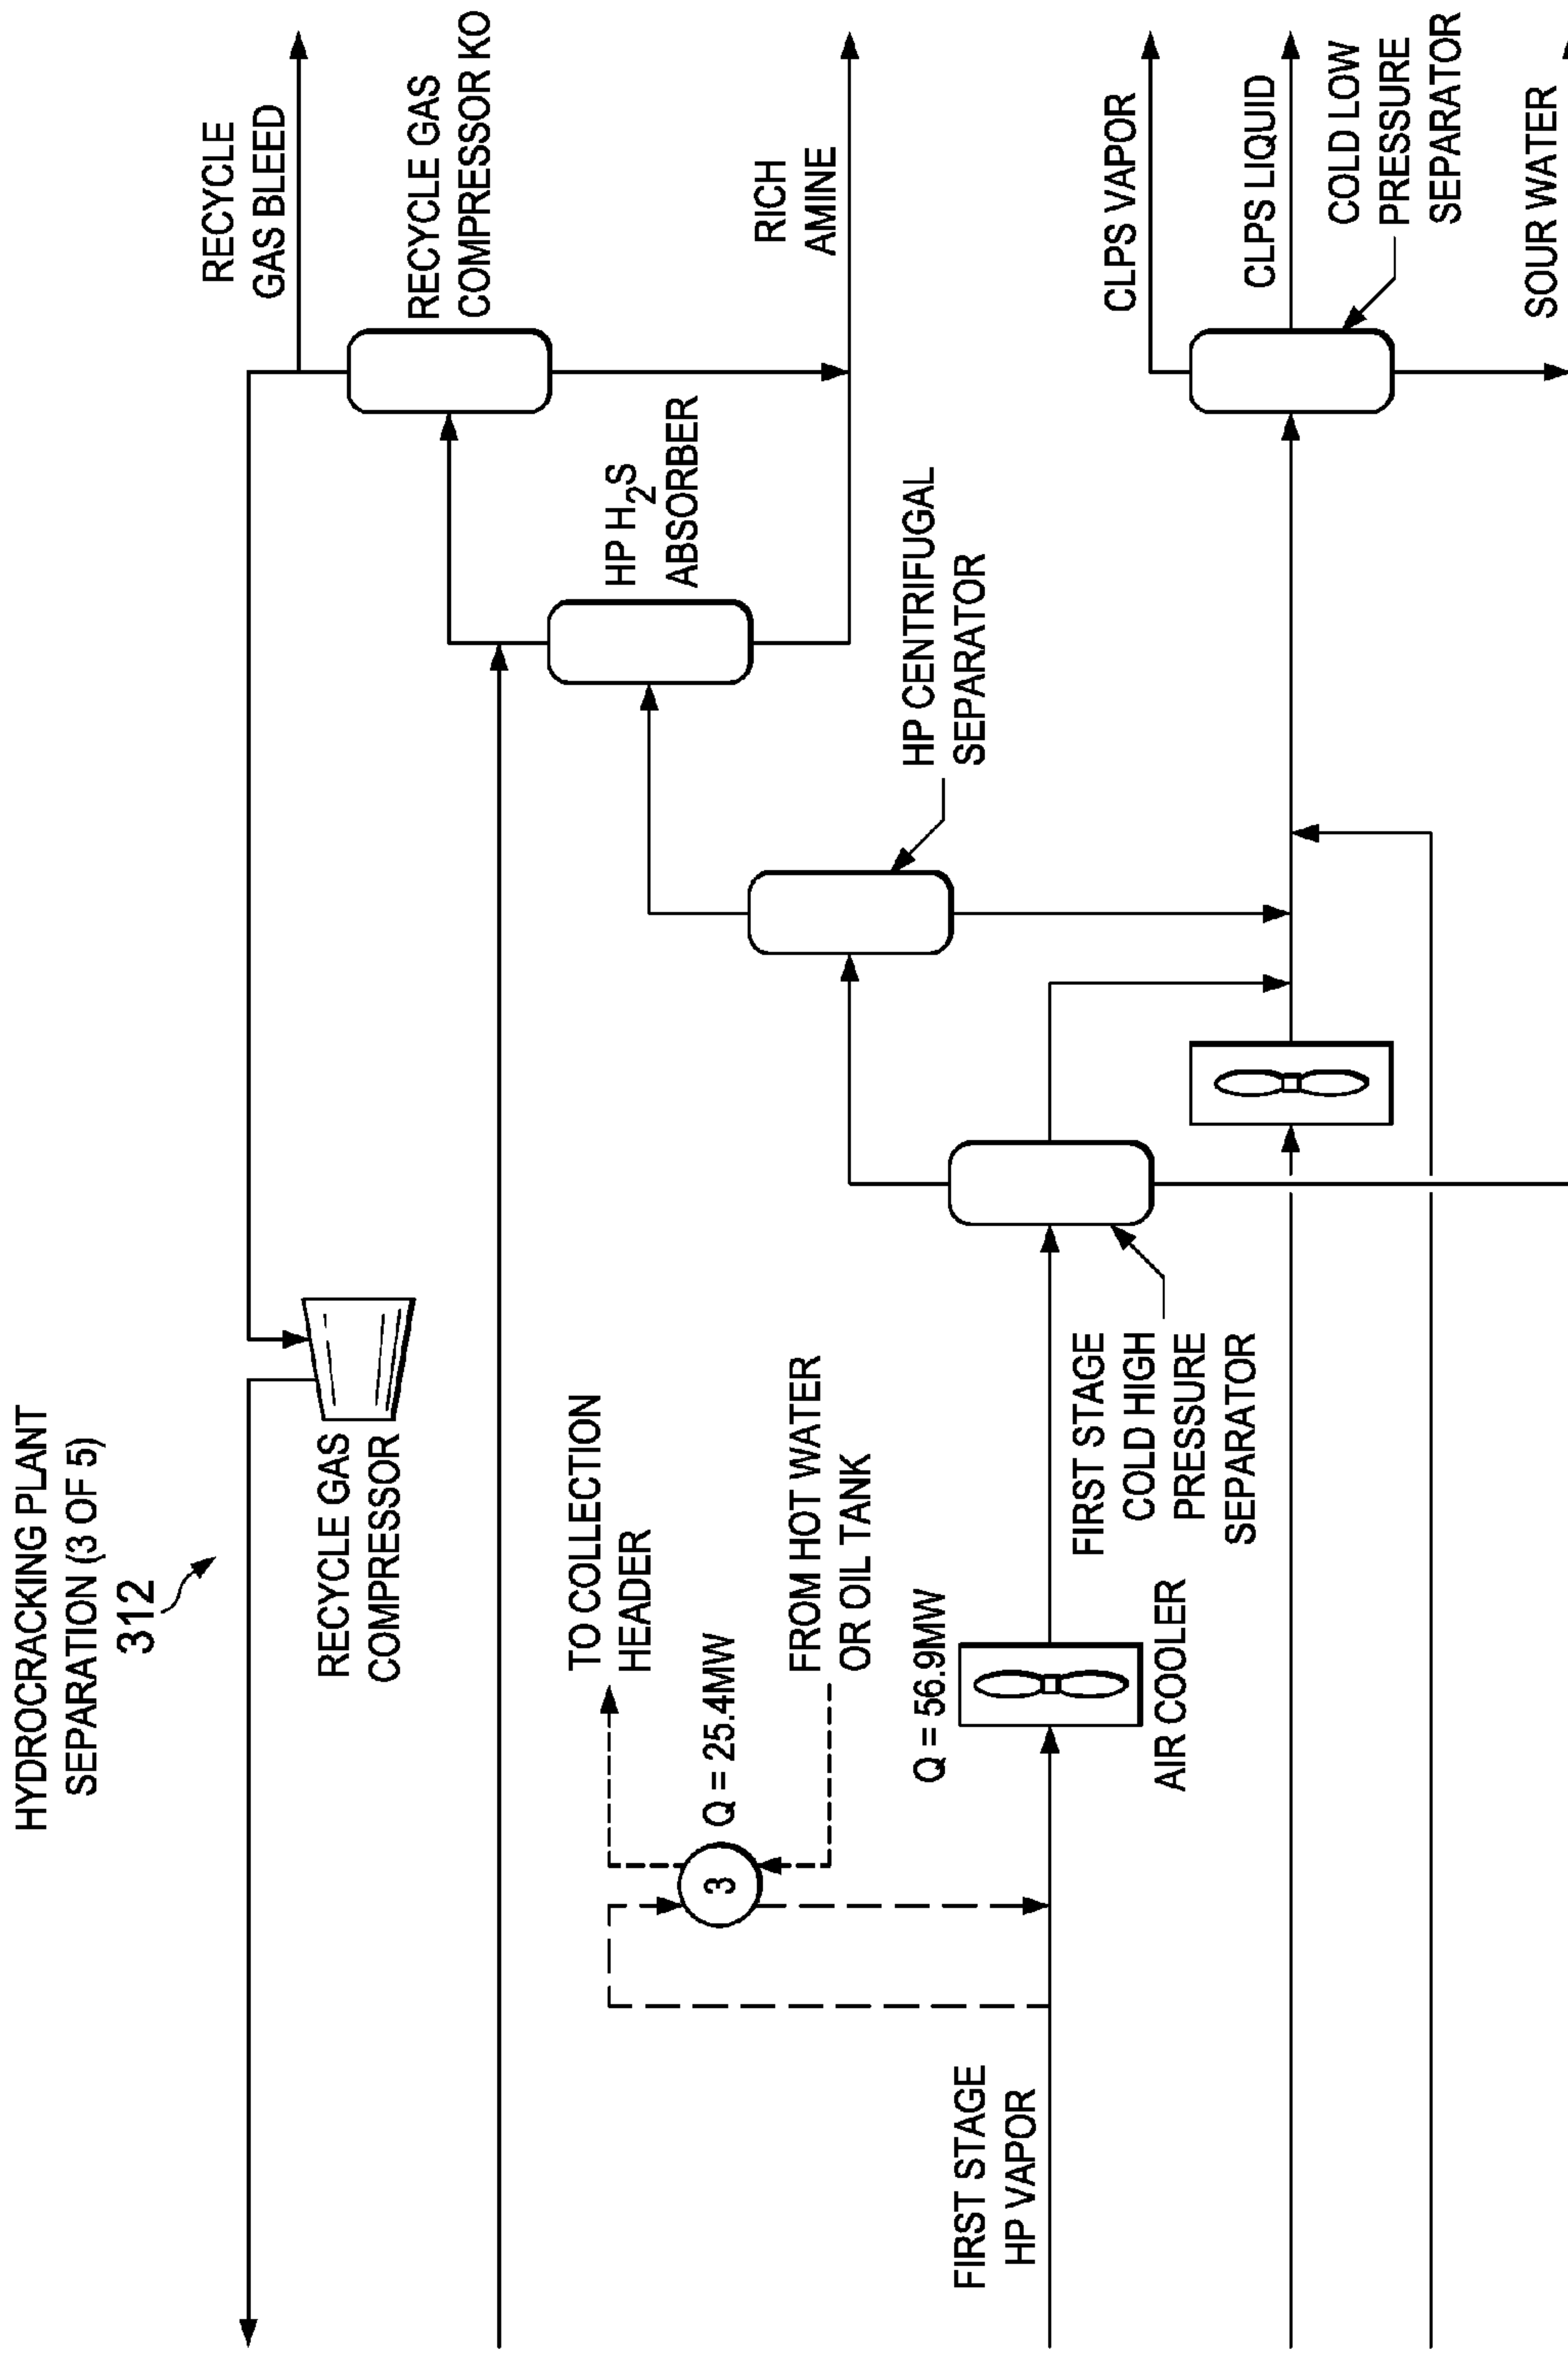 HYDROCRACKING PLANT
SEPARATION (3 OF 5)
312
RECYCLE
GAS BLEED
RECYCLE GAS
COMPRESSOR
RECYCLE GAS
COMPRESSOR KO
HP H2S
ABSORBER
RICH
AMINE
TO COLLECTION
HEADER
3
Q = 25.4MW
FROM HOT WATER
OR OIL TANK
HP CENTRIFUGAL
SEPARATOR
Q = 56.9MW
AIR COOLER
FIRST STAGE
HP VAPOR
FIRST STAGE
COLD HIGH
PRESSURE
SEPARATOR
CLPS VAPOR
CLPS LIQUID
COLD LOW
PRESSURE
SEPARATOR
SOUR WATER